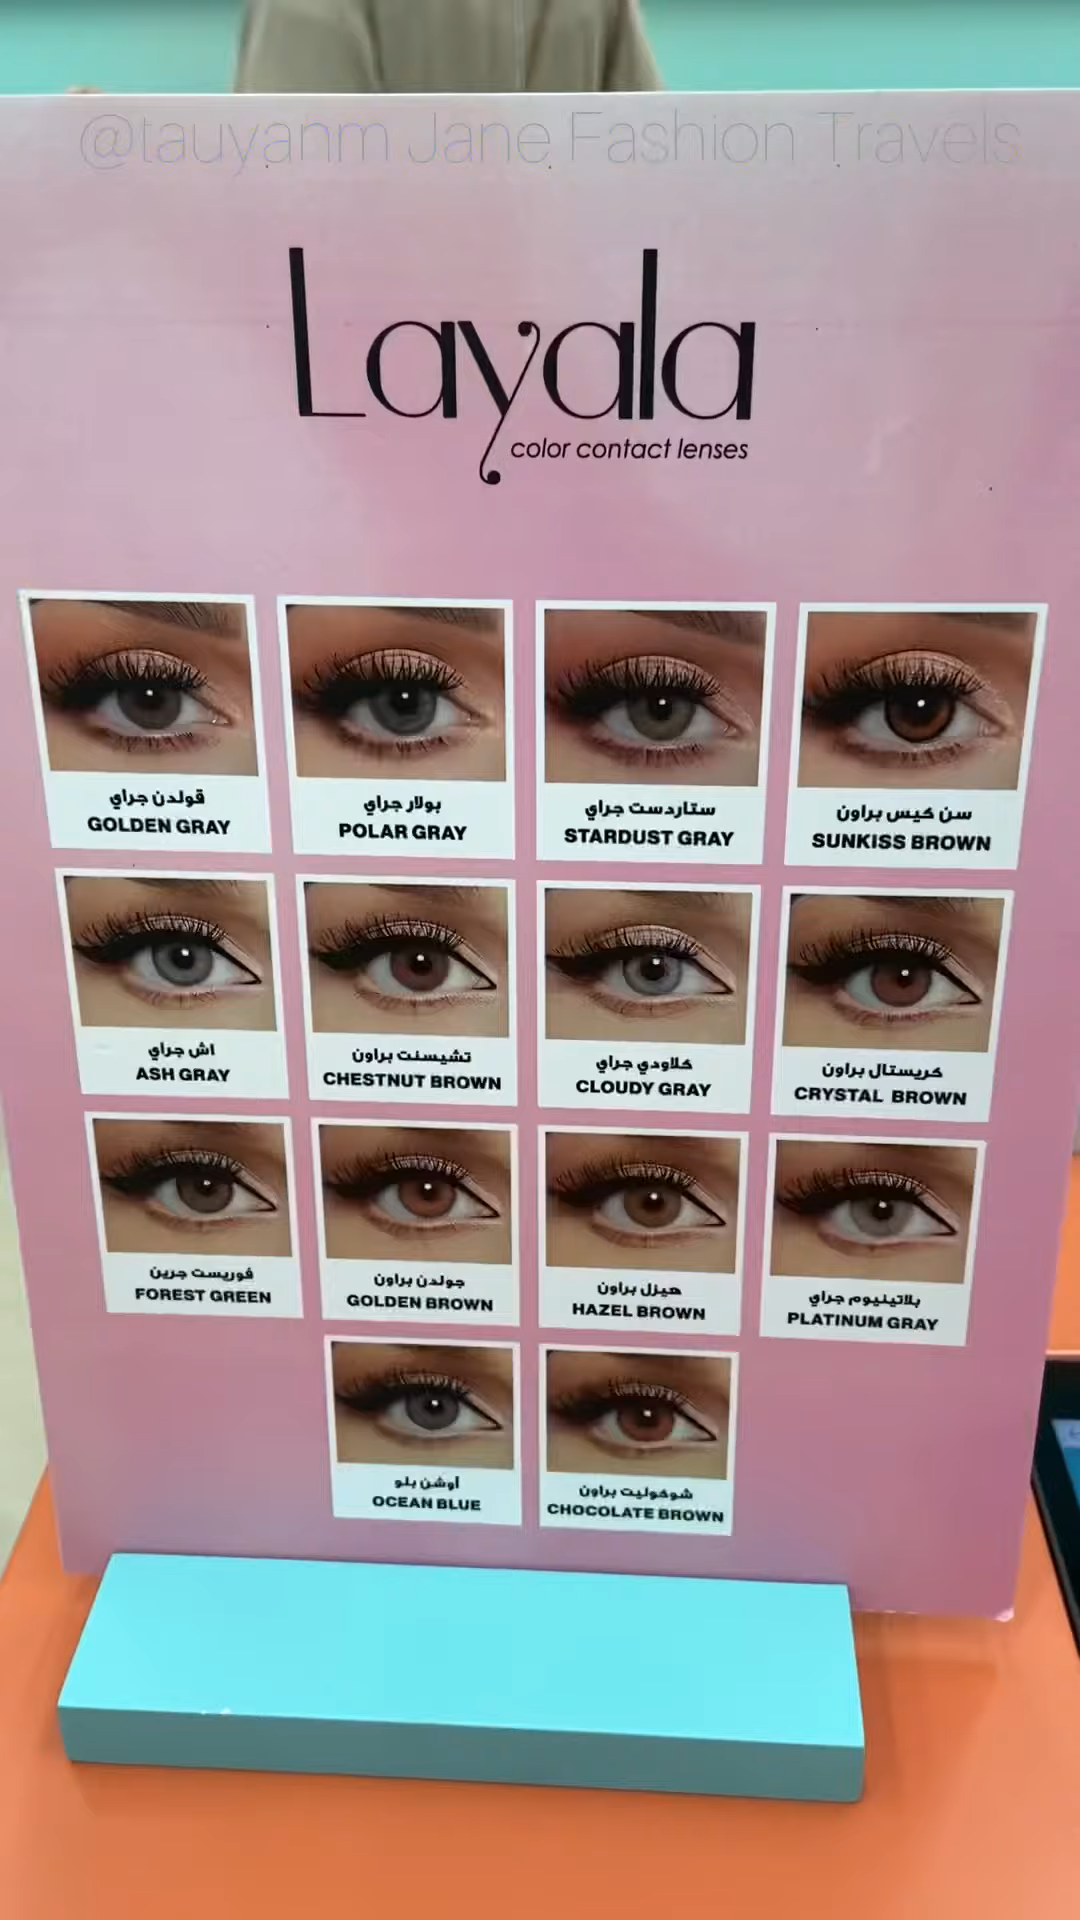 @tauyanm Jane Fashion Travels
Layala
color contact lenses
قولدن جراي
GOLDEN GRAY
بولار جراي
POLAR GRAY
ستاردست جراي
STARDUST GRAY
سن كيس براون
SUNKISS BROWN
اش جراي
ASH GRAY
تشيسنت براون
CHESTNUT BROWN
كلاودي جراي
CLOUDY GRAY
كريستال براون
CRYSTAL BROWN
فوريست جرين
FOREST GREEN
جولدن براون
GOLDEN BROWN
هيزل براون
HAZEL BROWN
بلاتينيوم جراي
PLATINUM GRAY
اوشن بلو
OCEAN BLUE
شوكوليت براون
CHOCOLATE BROWN